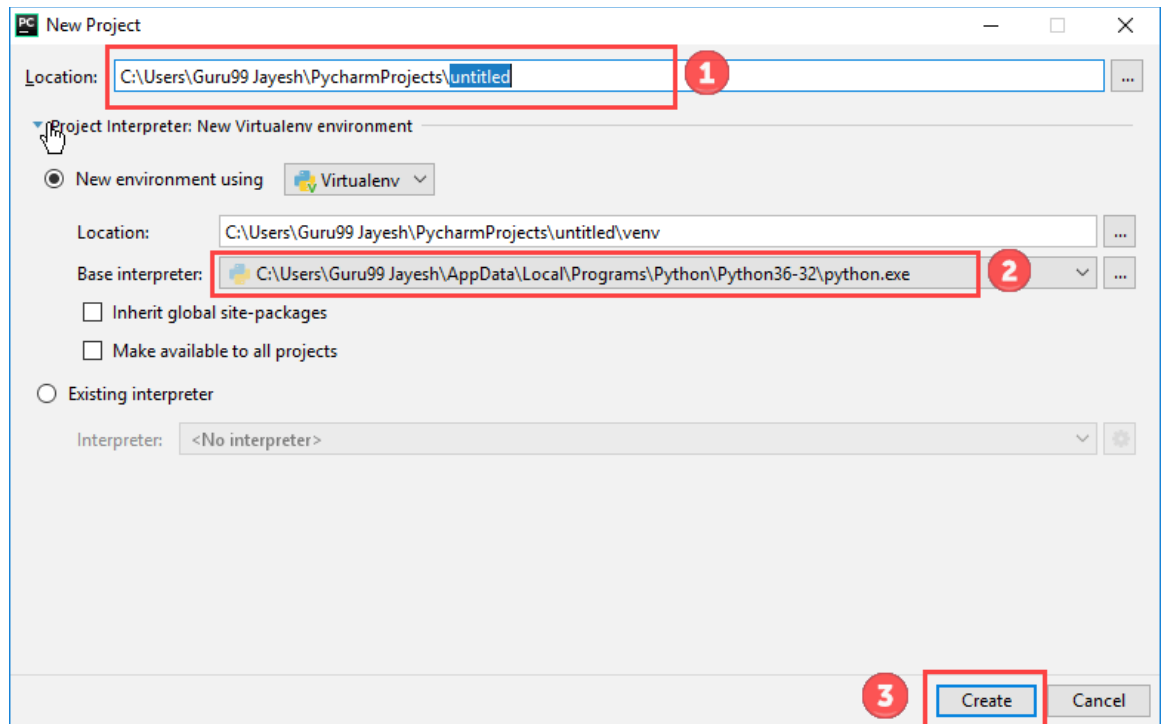 PC New Project
Location: C:\Users\Guru99 Jayesh\PycharmProjects\untitled ... 1
Project Interpreter: New Virtualenv environment
New environment using Virtualenv
Location: C:\Users\Guru99 Jayesh\PycharmProjects\untitled\venv ...
Base interpreter: C:\Users\Guru99 Jayesh\AppData\Local\Programs\Python\Python36-32\python.exe 2 ...
Inherit global site-packages
Make available to all projects
Existing interpreter
Interpreter: <No interpreter>
3 Create Cancel